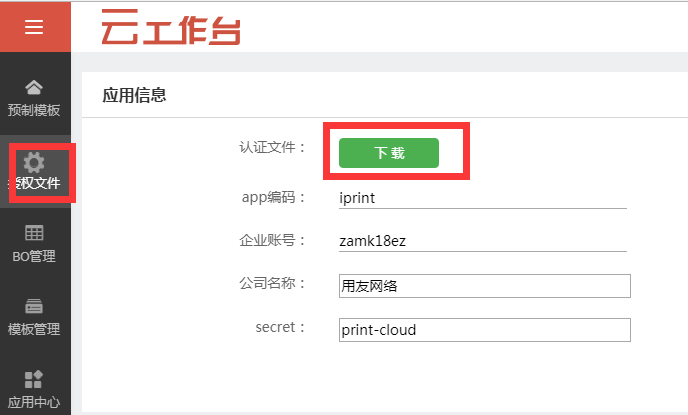 云工作台
预制模板
授权文件
BO管理
模板管理
应用中心
应用信息
认证文件：
下载
app编码：
iprint
企业账号：
zamk18ez
公司名称：
用友网络
secret：
print-cloud